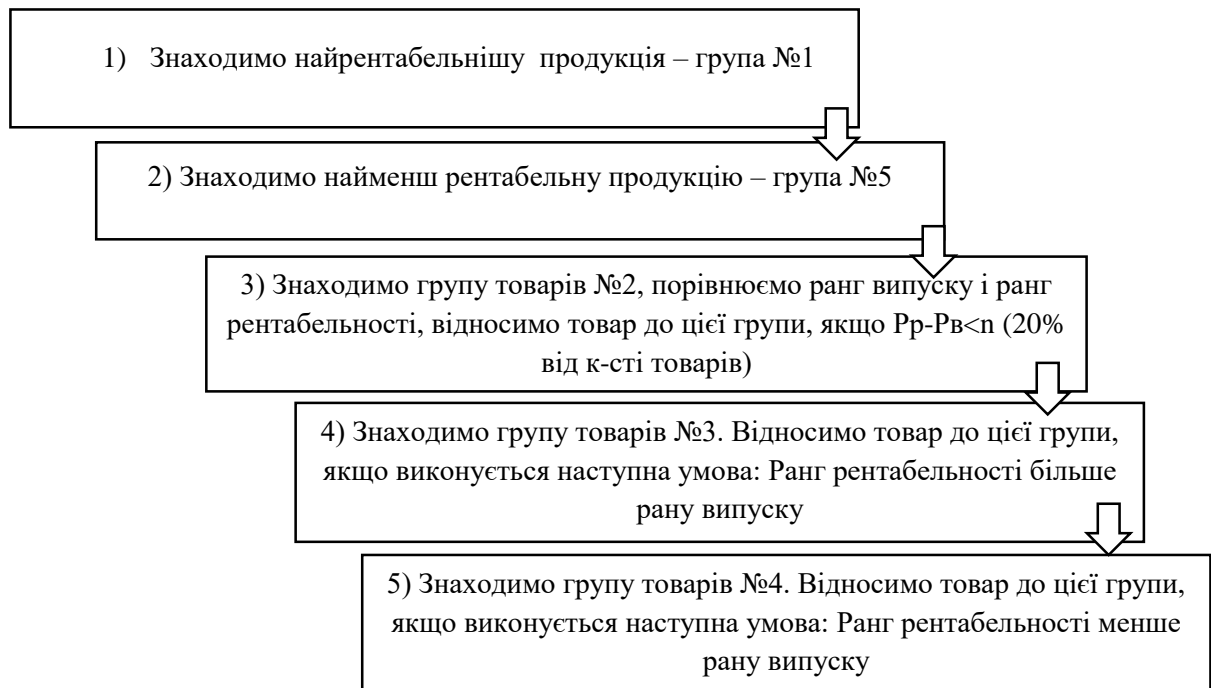 1) Знаходимо найрентабельнішу продукція – група №1
2) Знаходимо найменш рентабельну продукцію – група №5
3) Знаходимо групу товарів №2, порівнюємо ранг випуску і ранг
рентабельності, відносимо товар до цієї групи, якщо Рр-Рв<n (20%
від к-сті товарів)
4) Знаходимо групу товарів №3. Відносимо товар до цієї групи,
якщо виконується наступна умова: Ранг рентабельності більше
рану випуску
5) Знаходимо групу товарів №4. Відносимо товар до цієї групи,
якщо виконується наступна умова: Ранг рентабельності менше
рану випуску